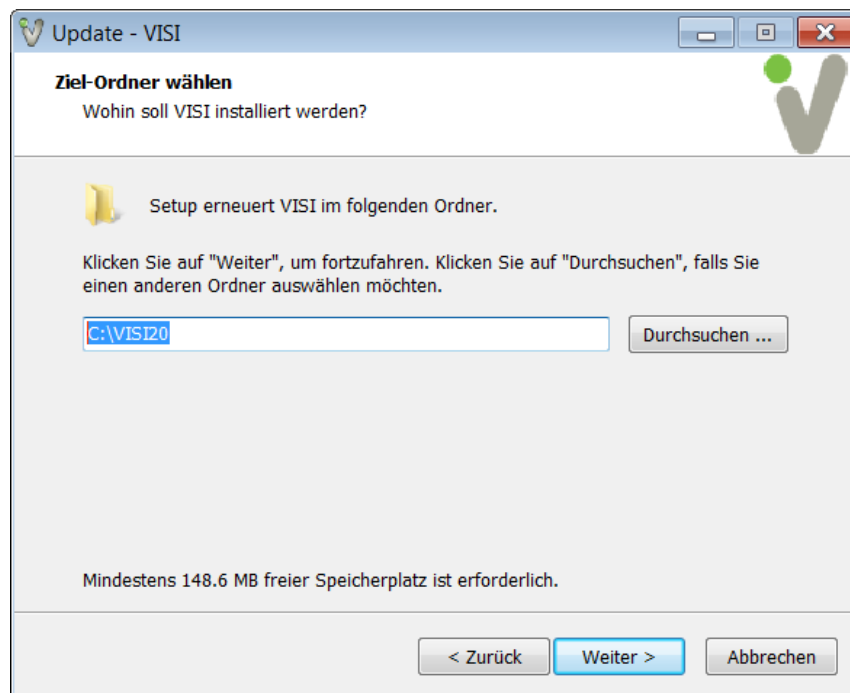 Update - VISI
Ziel-Ordner wählen
Wohin soll VISI installiert werden?
Setup erneuert VISI im folgenden Ordner.
Klicken Sie auf "Weiter", um fortzufahren. Klicken Sie auf "Durchsuchen", falls Sie
einen anderen Ordner auswählen möchten.
C:\VISI20
Durchsuchen ...
Mindestens 148.6 MB freier Speicherplatz ist erforderlich.
< Zurück
Weiter >
Abbrechen